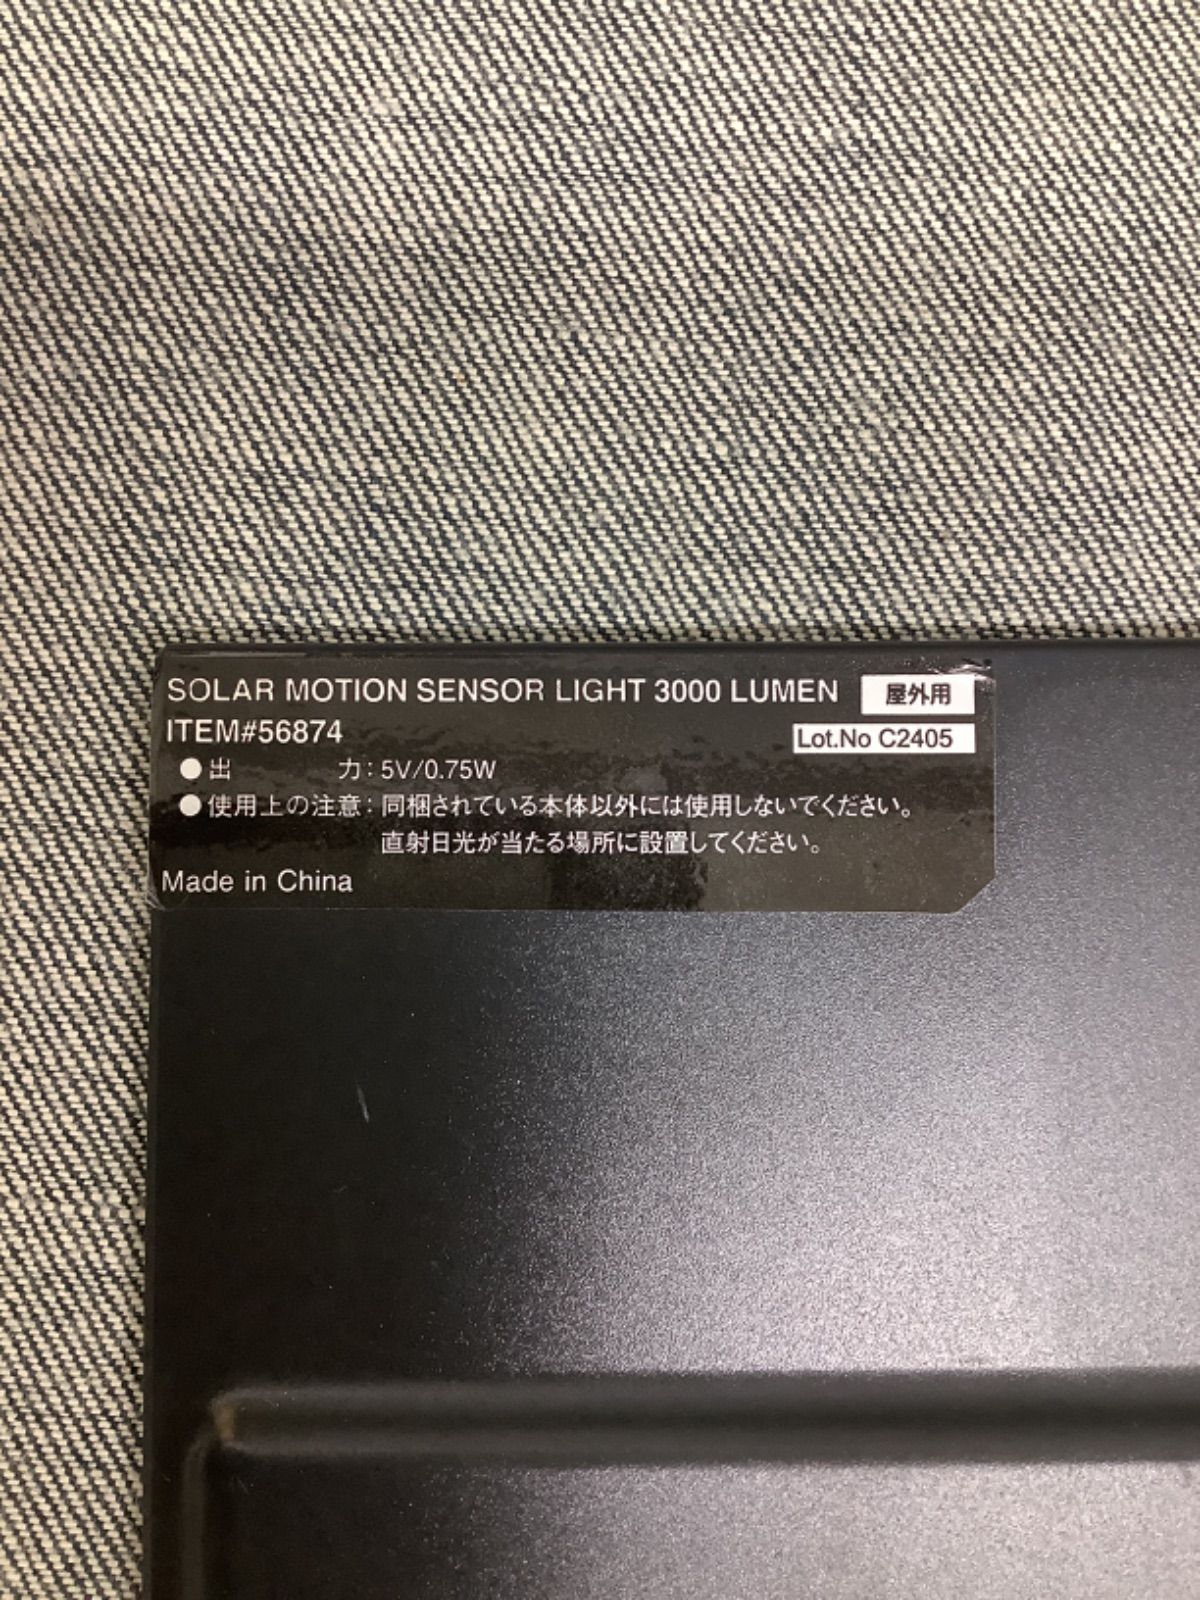 SOLAR MOTION SENSOR LIGHT 3000 LUMEN 屋外用
ITEM#56874 Lot.No C2405
●出 力:5V/0.75W
●使用上の注意:同梱されている本体以外には使用しないでください。
直射日光が当たる場所に設置してください。
Made in China